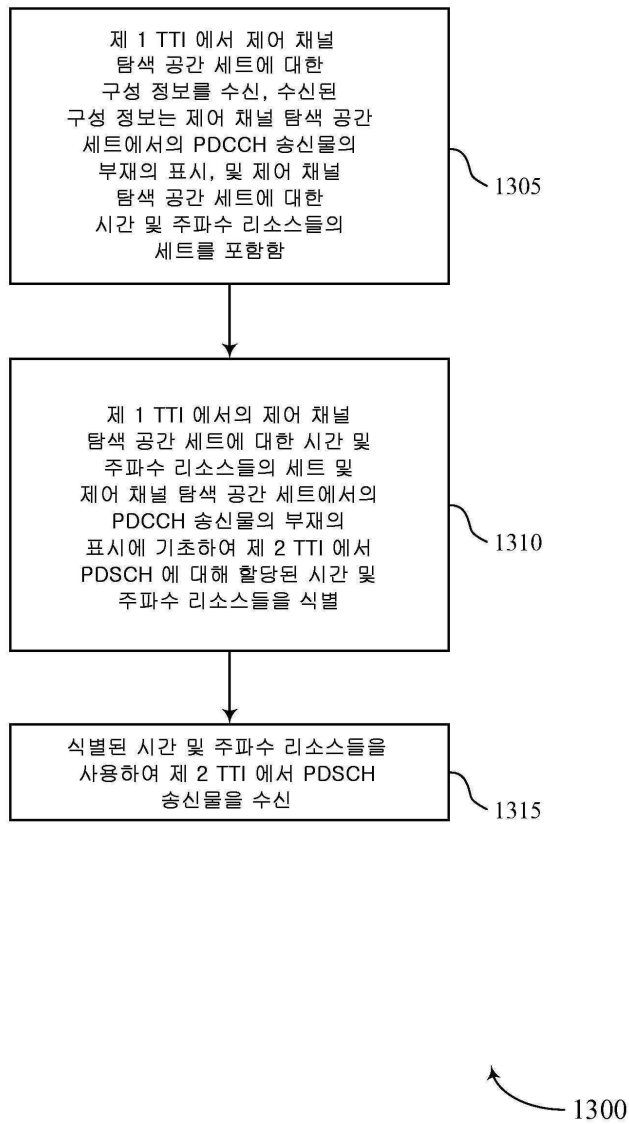 제 1 TTI 에서 제어 채널
탐색 공간 세트에 대한
구성 정보를 수신, 수신된
구성 정보는 제어 채널 탐색 공간
세트에서의 PDCCH 송신물의
부재의 표시, 및 제어 채널
탐색 공간 세트에 대한
시간 및 주파수 리소스들의
세트를 포함함
1305
제 1 TTI 에서의 제어 채널
탐색 공간 세트에 대한 시간 및
주파수 리소스들의 세트 및
제어 채널 탐색 공간 세트에서의
PDCCH 송신물의 부재의
표시에 기초하여 제 2 TTI 에서
PDSCH 에 대해 할당된 시간 및
주파수 리소스들을 식별
1310
식별된 시간 및 주파수 리소스들을
사용하여 제 2 TTI 에서 PDSCH
송신물을 수신
1315
1300